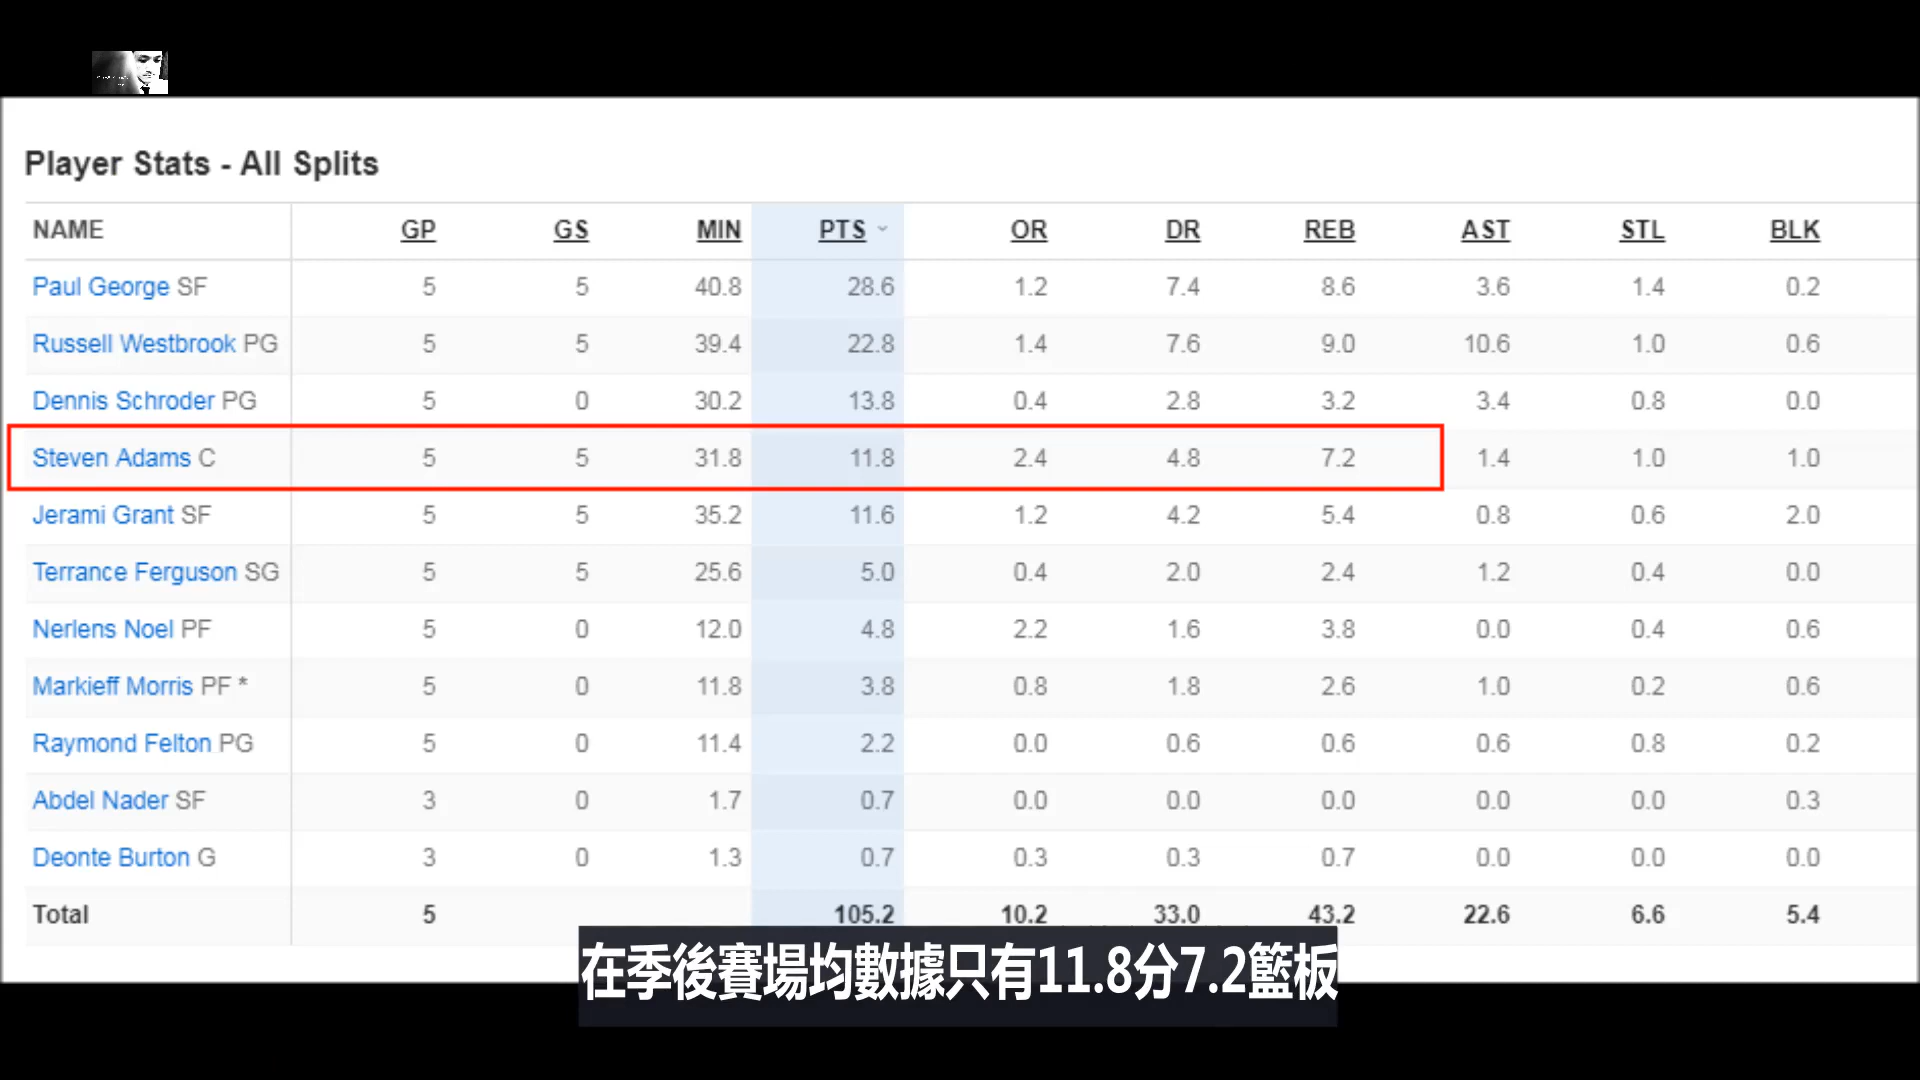 Player Stats - All Splits
NAME GP GS MIN PTS OR DR REB AST STL BLK
Paul George SF 5 5 40.8 28.6 1.2 7.4 8.6 3.6 1.4 0.2
Russell Westbrook PG 5 5 39.4 22.8 1.4 7.6 9.0 10.6 1.0 0.6
Dennis Schroder PG 5 0 30.2 13.8 0.4 2.8 3.2 3.4 0.8 0.0
Steven Adams C 5 5 31.8 11.8 2.4 4.8 7.2 1.4 1.0 1.0
Jerami Grant SF 5 5 35.2 11.6 1.2 4.2 5.4 0.8 0.6 2.0
Terrance Ferguson SG 5 5 25.6 5.0 0.4 2.0 2.4 1.2 0.4 0.0
Nerlens Noel PF 5 0 12.0 4.8 2.2 1.6 3.8 0.0 0.4 0.6
Markieff Morris PF * 5 0 11.8 3.8 0.8 1.8 2.6 1.0 0.2 0.6
Raymond Felton PG 5 0 11.4 2.2 0.0 0.6 0.6 0.6 0.8 0.2
Abdel Nader SF 3 0 1.7 0.7 0.0 0.0 0.0 0.0 0.0 0.3
Deonte Burton G 3 0 1.3 0.7 0.3 0.3 0.7 0.0 0.0 0.0
Total 5 105.2 10.2 33.0 43.2 22.6 6.6 5.4
在季後賽場均數據只有11.8分7.2籃板